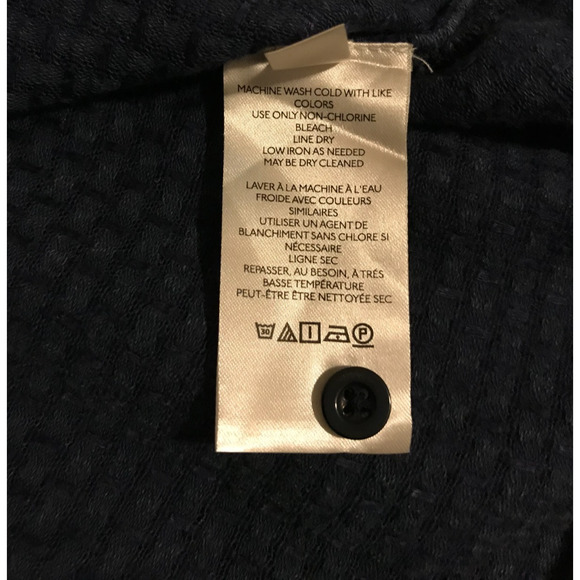 MACHINE WASH COLD WITH LIKE
COLORS
USE ONLY NON-CHLORINE
BLEACH
LINE DRY
LOW IRON AS NEEDED
MAY BE DRY CLEANED
LAVER À LA MACHINE À L'EAU
FROIDE AVEC COULEURS
SIMILAIRES
UTILISER UN AGENT DE
BLANCHIMENT SANS CHLORE SI
NÉCESSAIRE
LIGNE SEC
REPASSER, AU BESOIN, À TRÉS
BASSE TEMPÉRATURE
PEUT-ÊTRE ÊTRE NETTOYÉE SEC
30 P